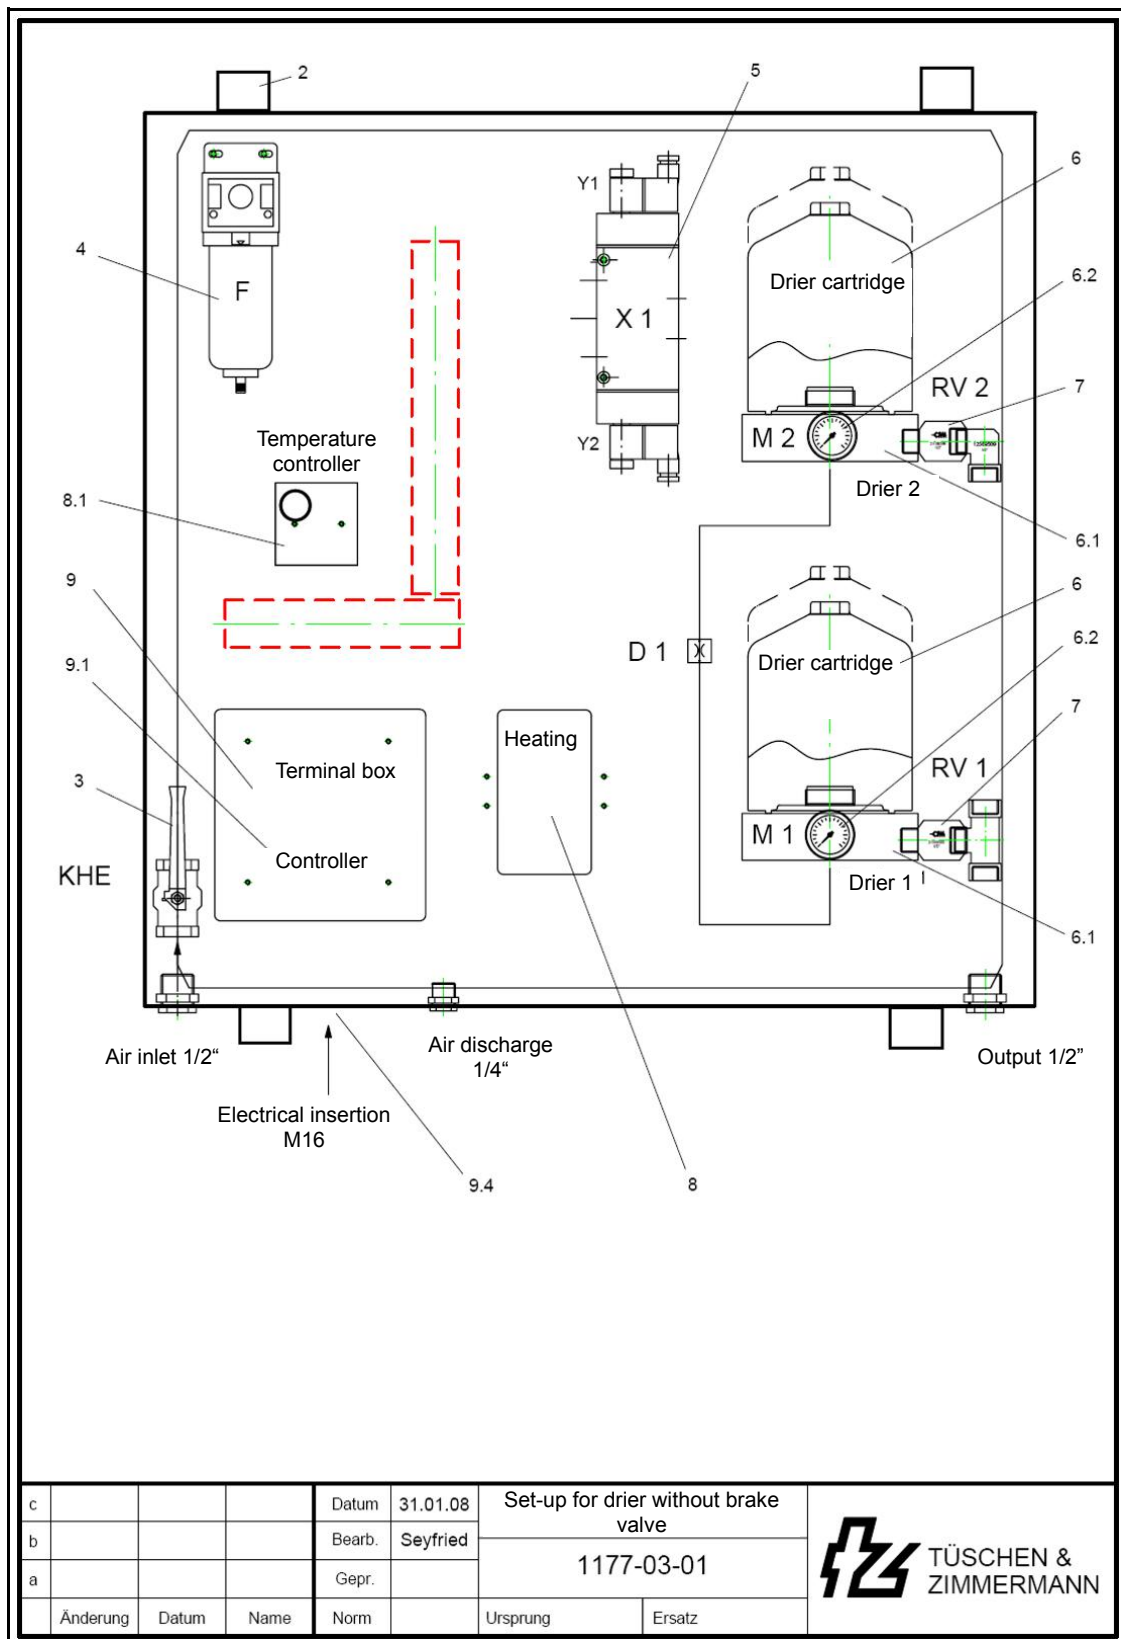 2
5
Y1
6
4
F
Drier cartridge
6.2
X 1
RV 2
7
Temperature
controller
Y2
M 2
8.1
Drier 2
6.1
9
6
D 1
Drier cartridge
6.2
9.1
7
Heating
Terminal box
RV 1
3
M 1
KHE
Controller
Drier 1
6.1
Air inlet 1/2“
Air discharge
1/4“
Output 1/2”
Electrical insertion
M16
9.4
8
c
Datum
31.01.08
Set-up for drier without brake
valve
b
Bearb.
Seyfried
1177-03-01
a
Gepr.
TÜSCHEN &
ZIMMERMANN
Änderung
Datum
Name
Norm
Ursprung
Ersatz